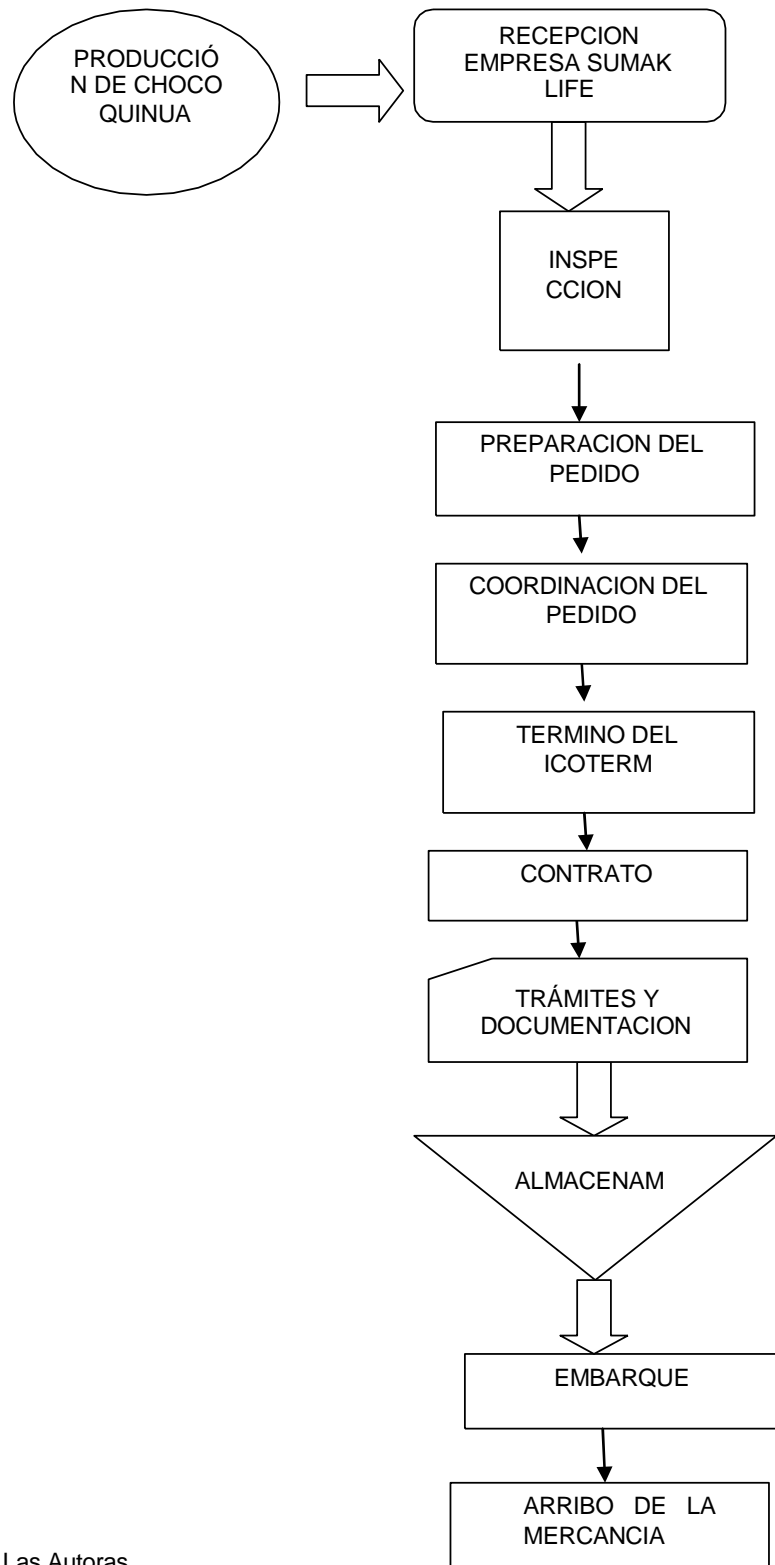 PRODUCCIÓ
N DE CHOCO
QUINUA
RECEPCION
EMPRESA SUMAK
LIFE
INSPE
CCION
PREPARACION DEL
PEDIDO
COORDINACION DEL
PEDIDO
TERMINO DEL
ICOTERM
CONTRATO
TRÁMITES Y
DOCUMENTACION
ALMACENAM
EMBARQUE
ARRIBO DE LA
MERCANCIA
Las Autoras